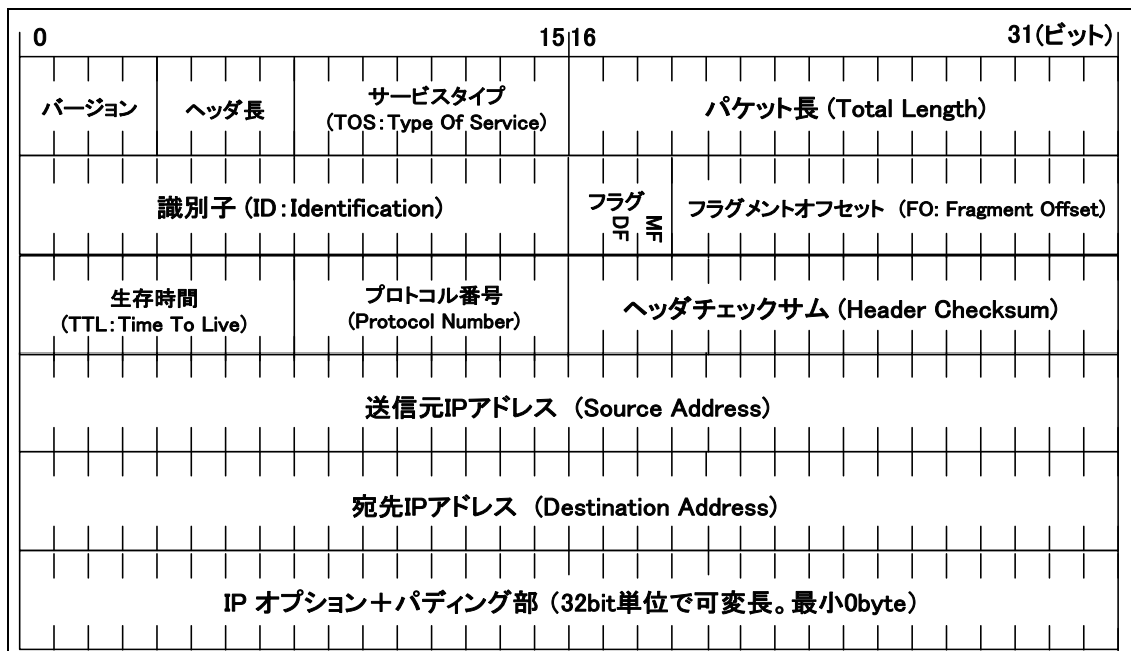 0 15 16 31(ビット)
バージョン ヘッダ長 サービスタイプ パケット長 (Total Length)
(TOS:Type Of Service)
識別子 (ID:Identification) フラグ フラグメントオフセット (FO: Fragment Offset)
DF MF
生存時間 プロトコル番号 ヘッダチェックサム (Header Checksum)
(TTL:Time To Live) (Protocol Number)
送信元IPアドレス (Source Address)
宛先IPアドレス (Destination Address)
IP オプション+パディング部 (32bit単位で可変長。最小0byte)